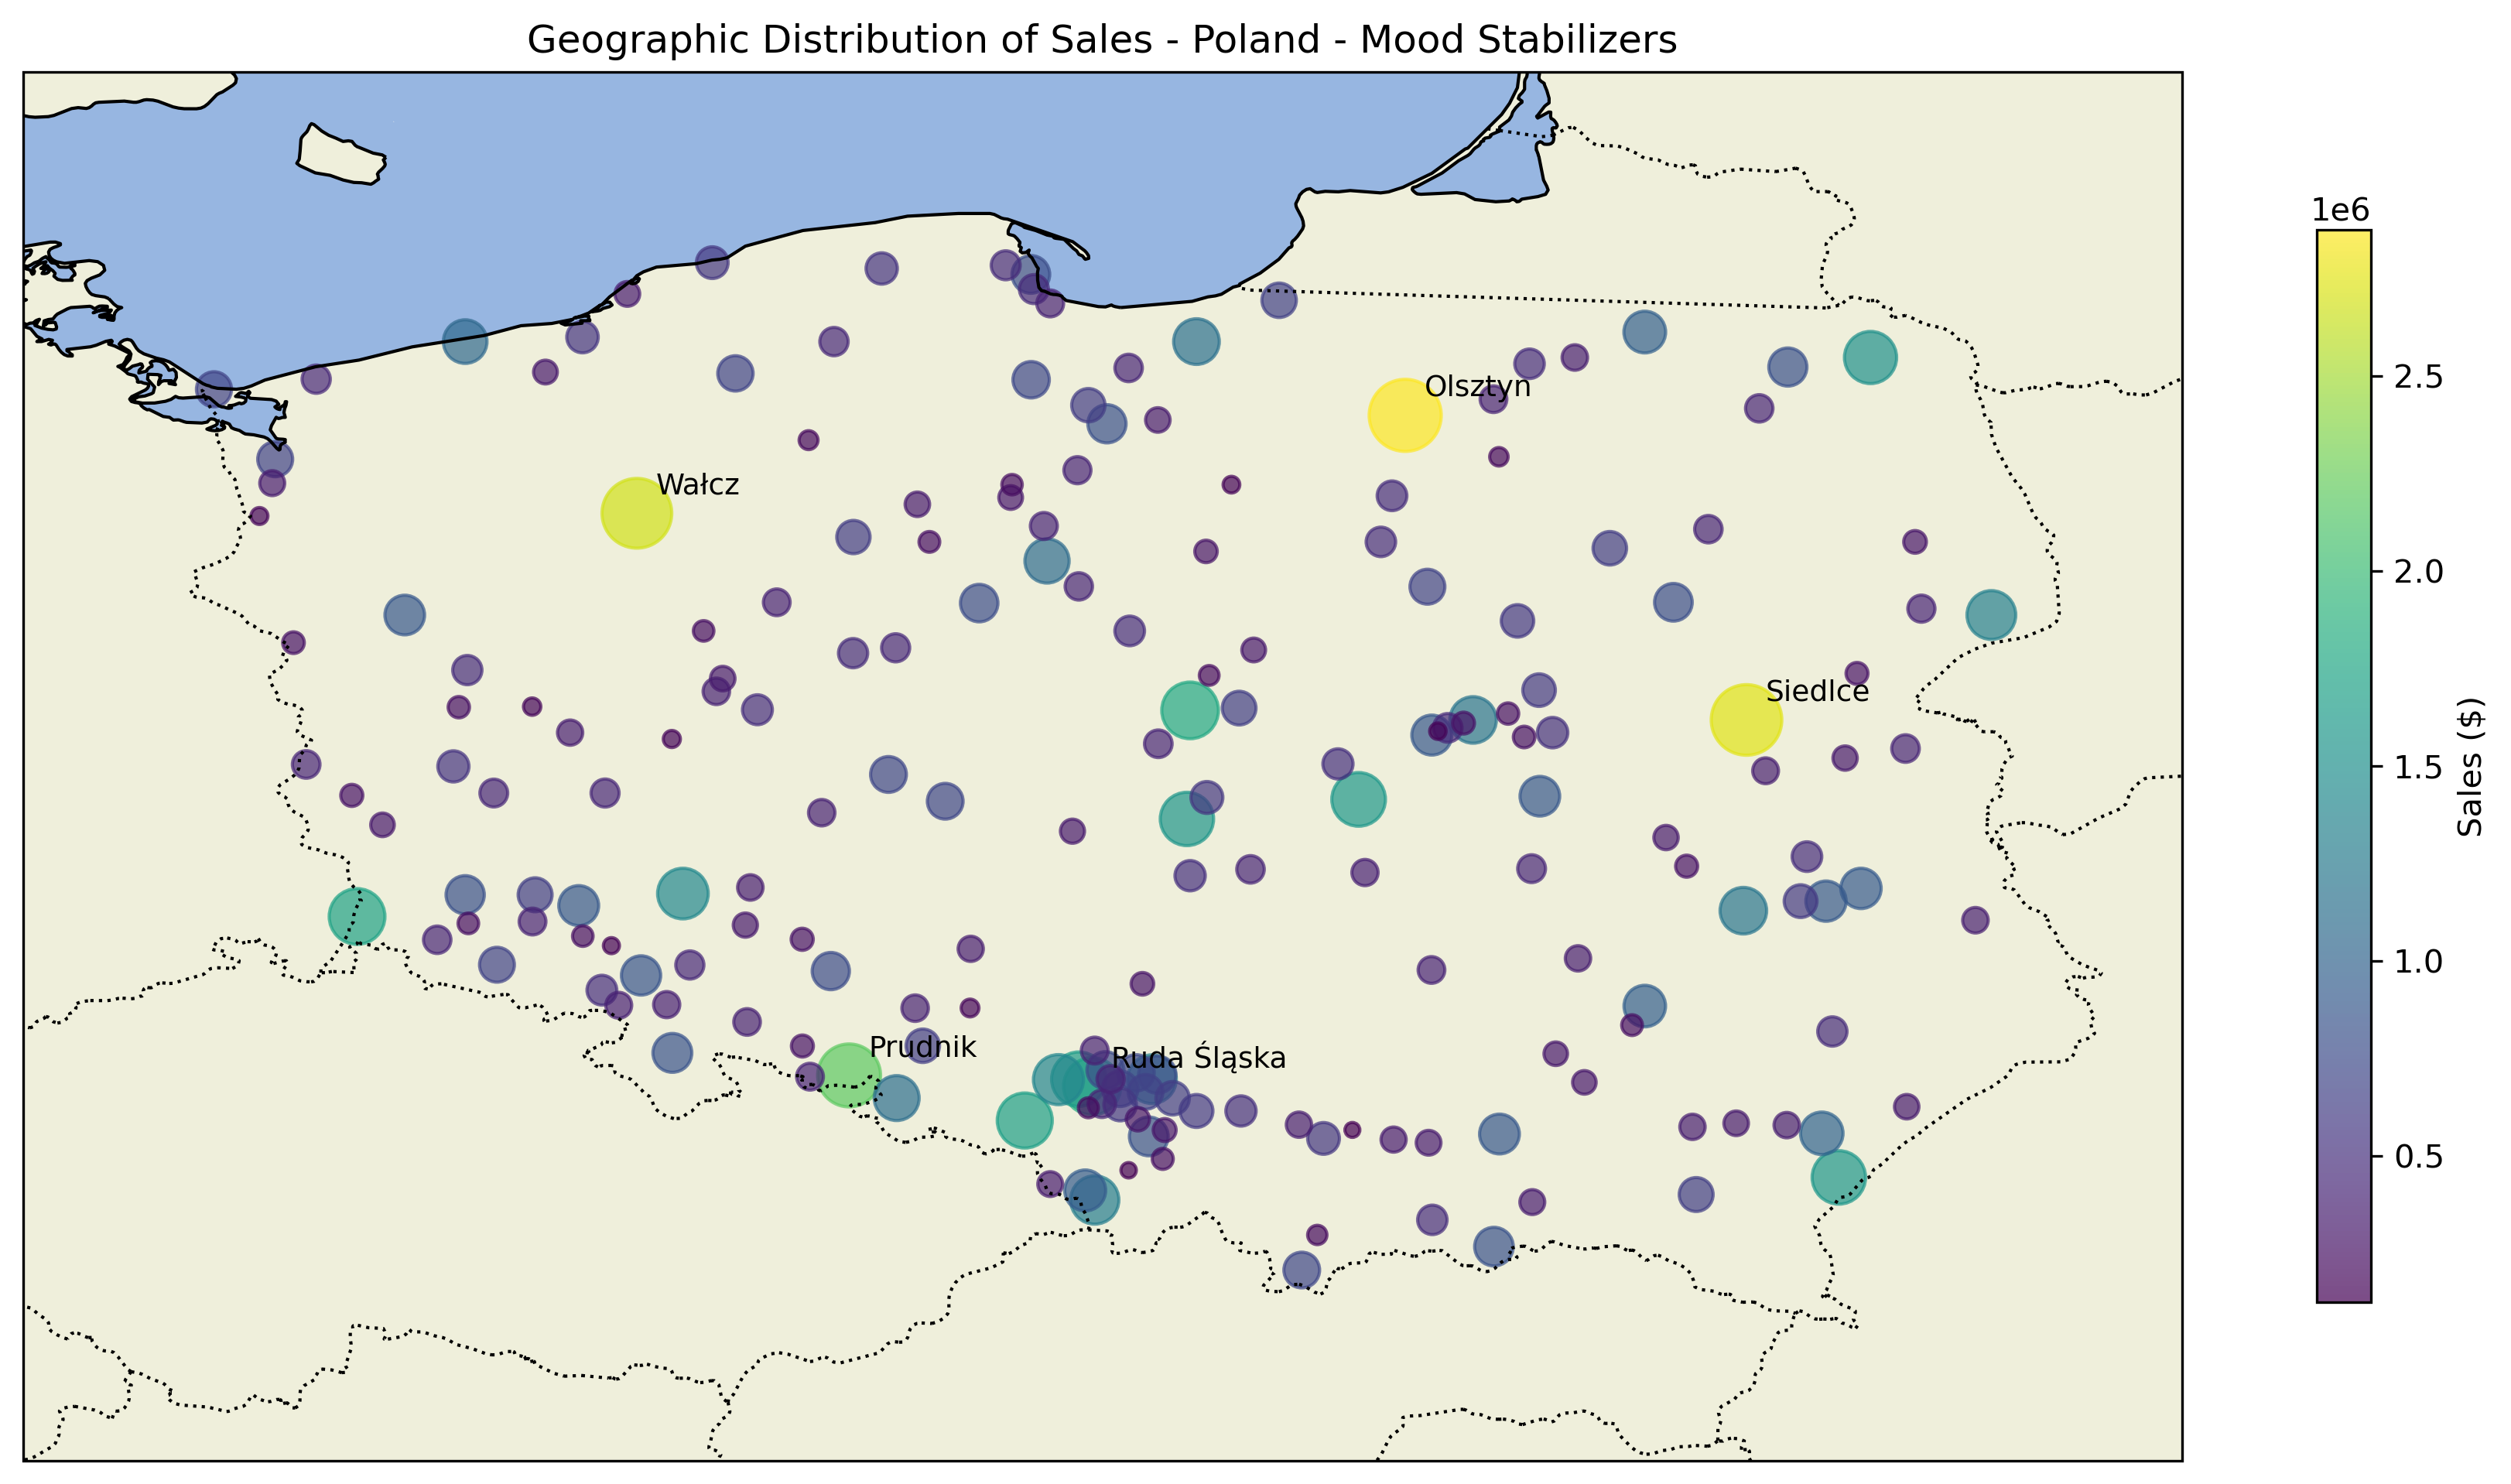 Geographic Distribution of Sales - Poland - Mood Stabilizers
1e6
Olsztyn
2.5
Wałcz
2.0
Siedlce
1.5
Sales ($)
1.0
Prudnik
Ruda Śląska
0.5